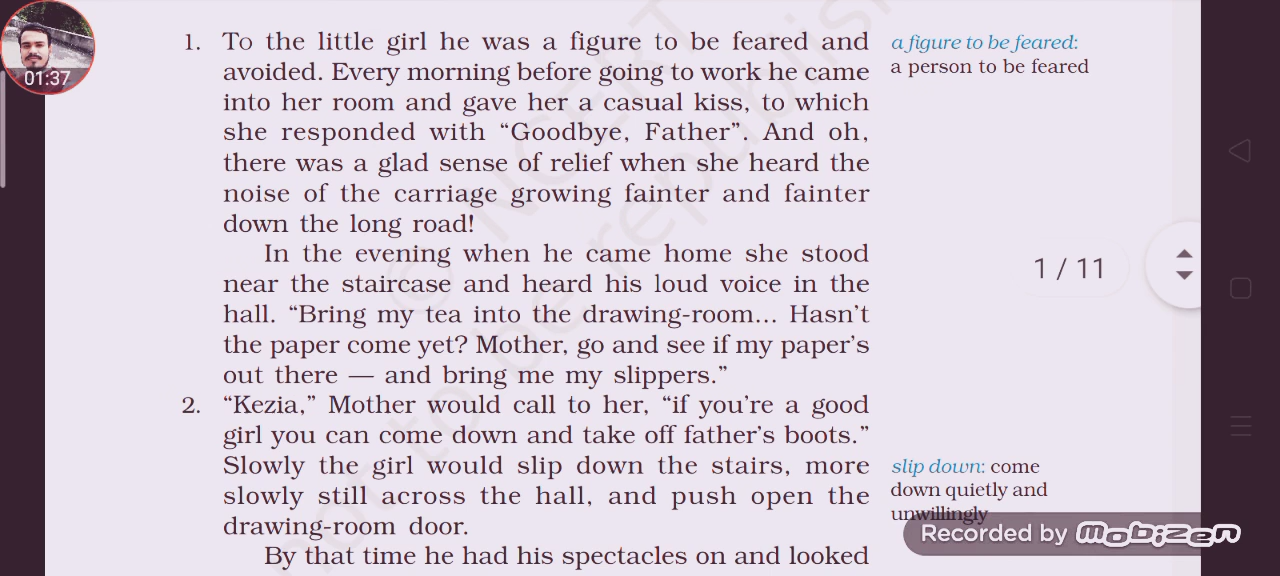 01:37
1. To the little girl he was a figure to be feared and
avoided. Every morning before going to work he came
into her room and gave her a casual kiss, to which
she responded with “Goodbye, Father”. And oh,
there was a glad sense of relief when she heard the
noise of the carriage growing fainter and fainter
down the long road!
In the evening when he came home she stood
near the staircase and heard his loud voice in the
hall. “Bring my tea into the drawing-room... Hasn’t
the paper come yet? Mother, go and see if my paper’s
out there — and bring me my slippers.”
2. “Kezia,” Mother would call to her, “if you’re a good
girl you can come down and take off father’s boots.”
Slowly the girl would slip down the stairs, more
slowly still across the hall, and push open the
drawing-room door.
By that time he had his spectacles on and looked
a figure to be feared:
a person to be feared
1 / 11
slip down: come
down quietly and
unwillingly
Recorded by mobizen
© NCERT
not to be republish